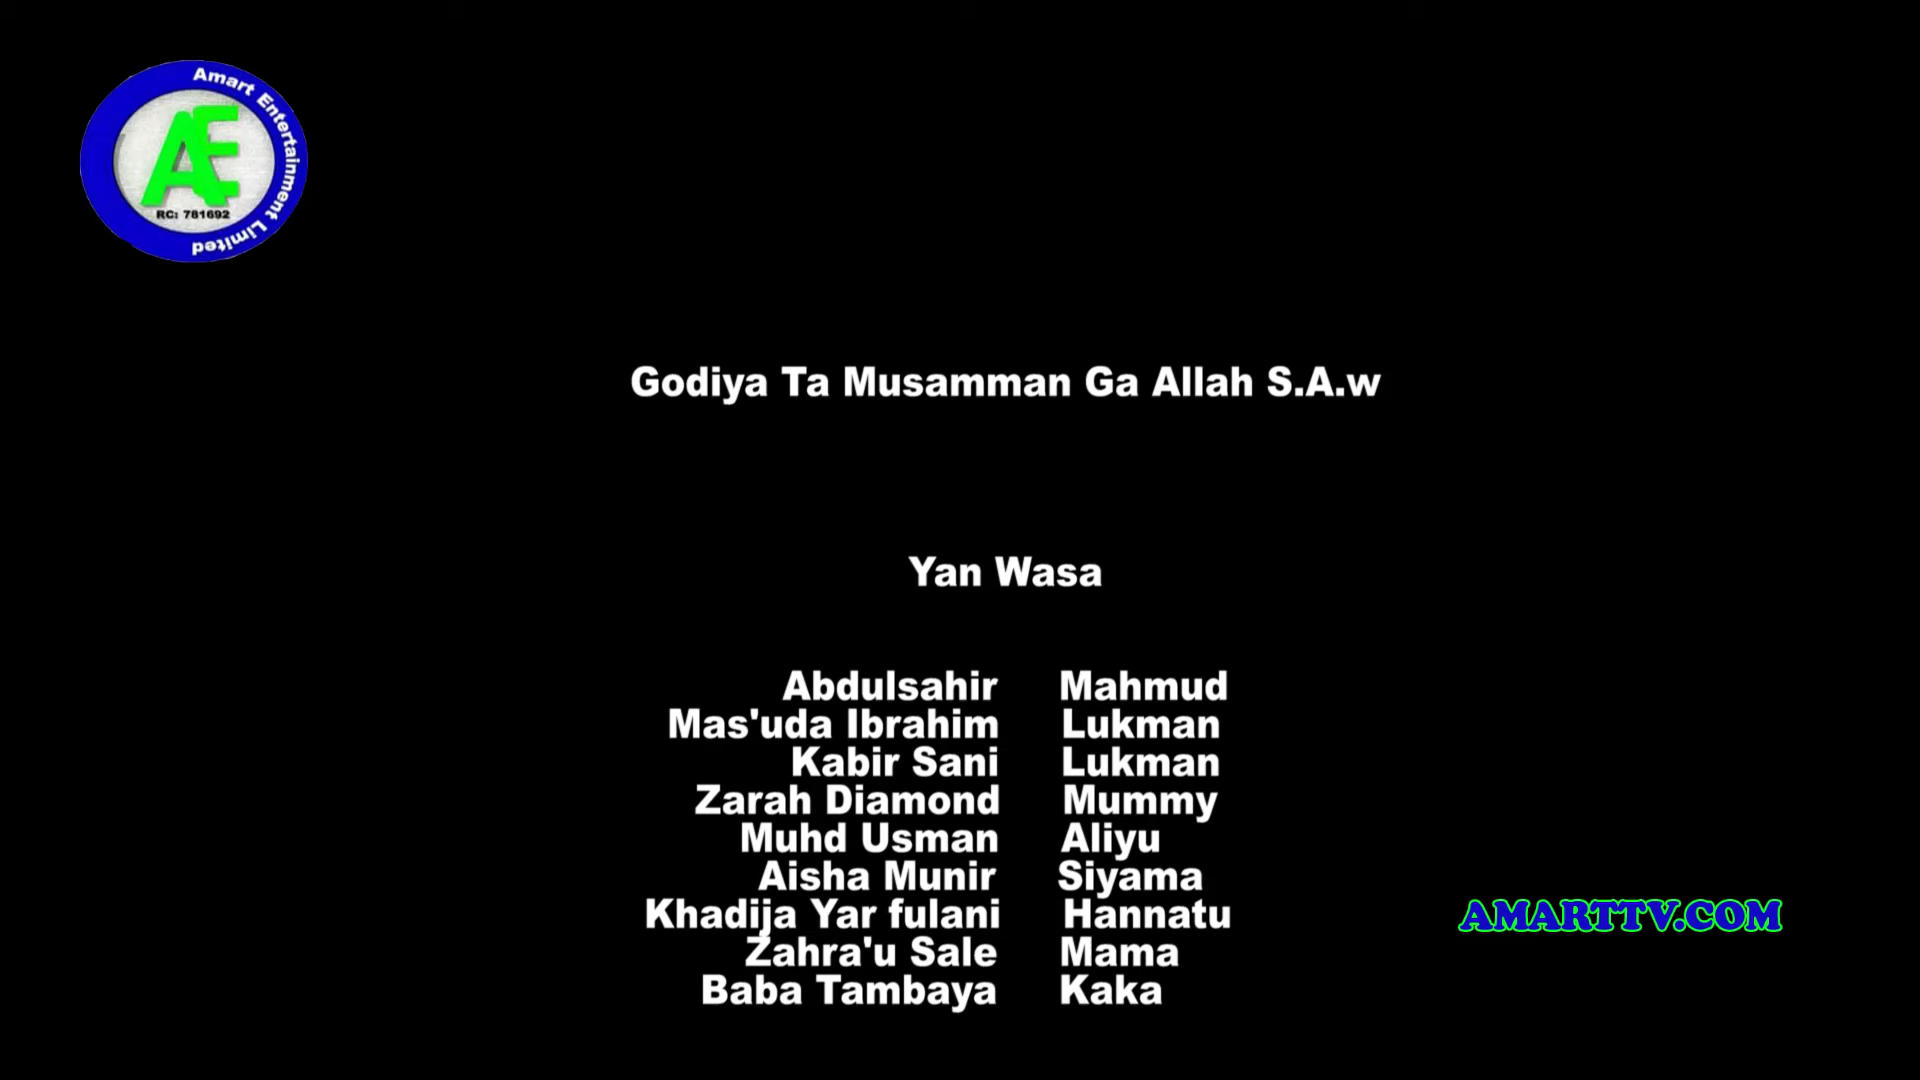 Amart Entertainment Limited
AE
RC: 781692
Godiya Ta Musamman Ga Allah S.A.w
Yan Wasa
Abdulsahir Mahmud
Mas'uda Ibrahim Lukman
Kabir Sani Lukman
Zarah Diamond Mummy
Muhd Usman Aliyu
Aisha Munir Siyama
Khadija Yar fulani Hannatu
Zahra'u Sale Mama
Baba Tambaya Kaka
AMARTTV.COM